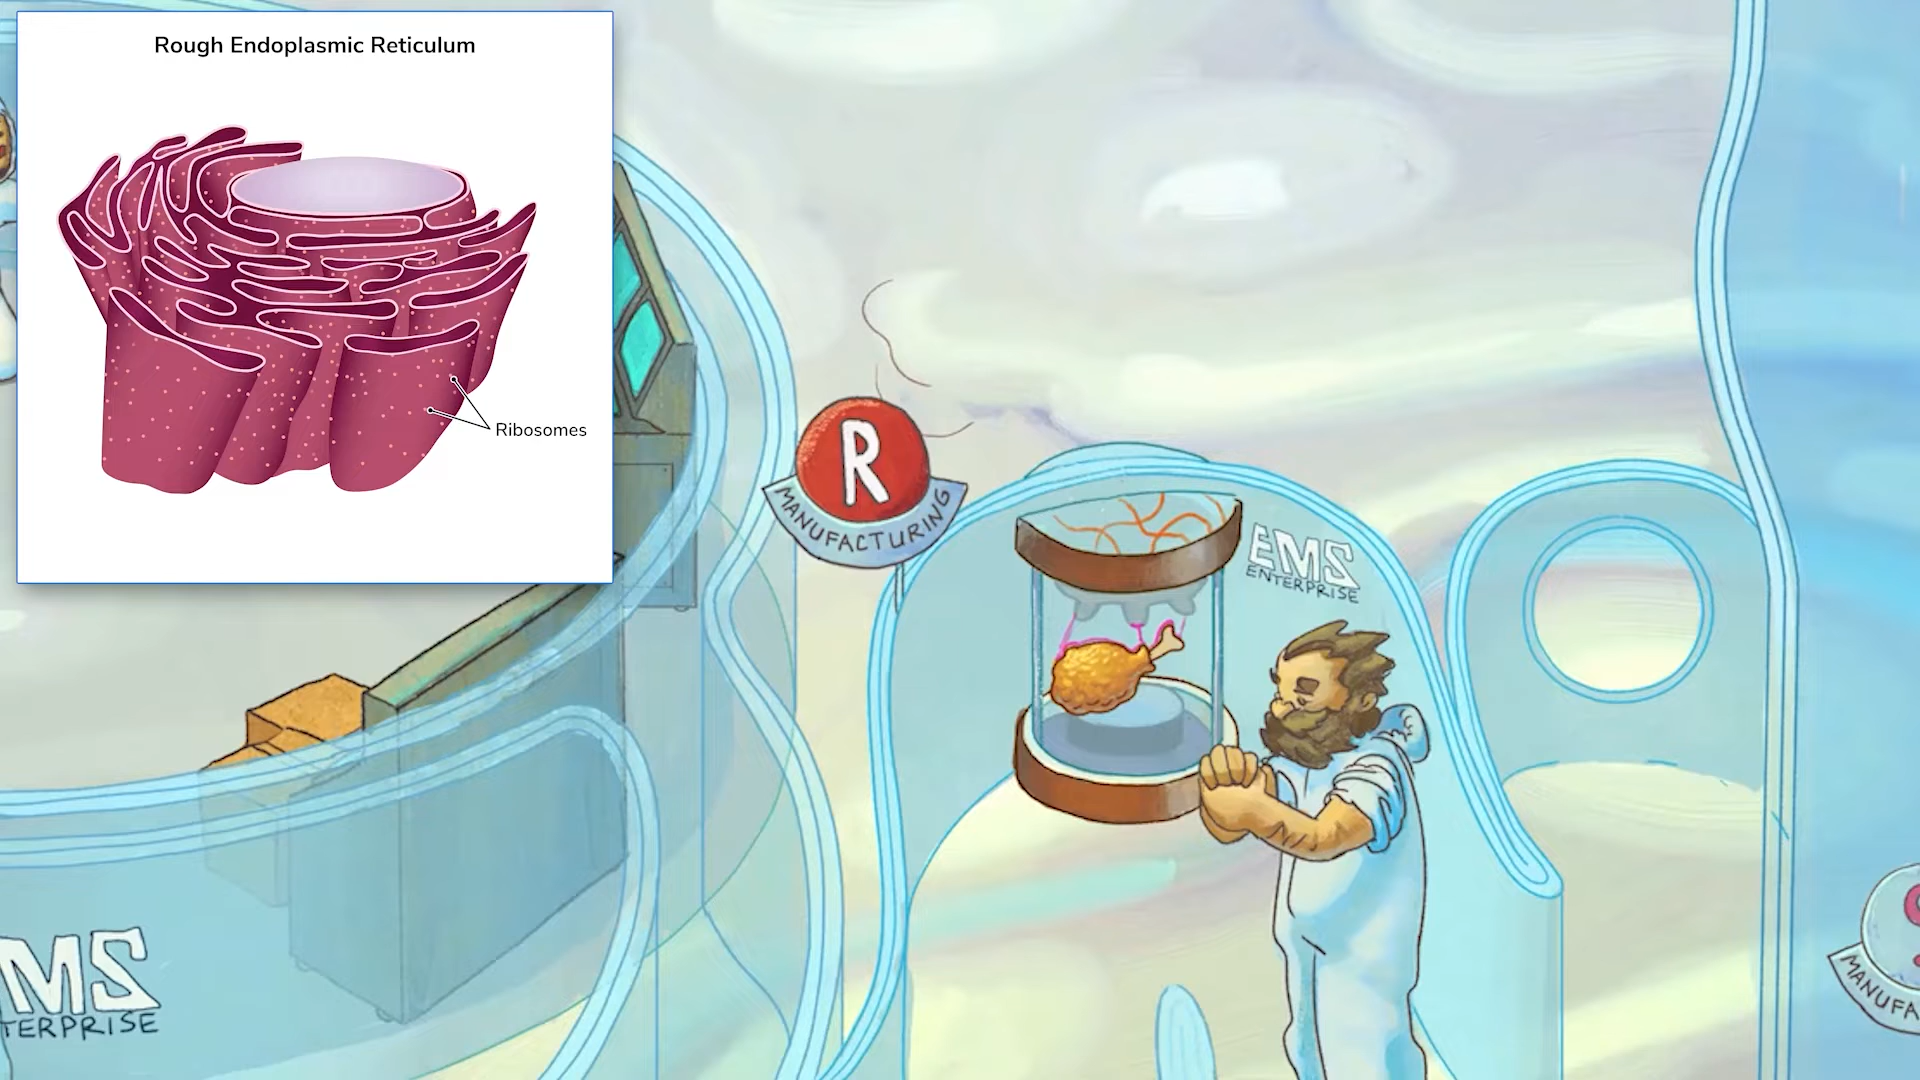 Rough Endoplasmic Reticulum
Ribosomes
R
MANUFACTURING
EMS
ENTERPRISE
MS
TERPRISE
MANUFA